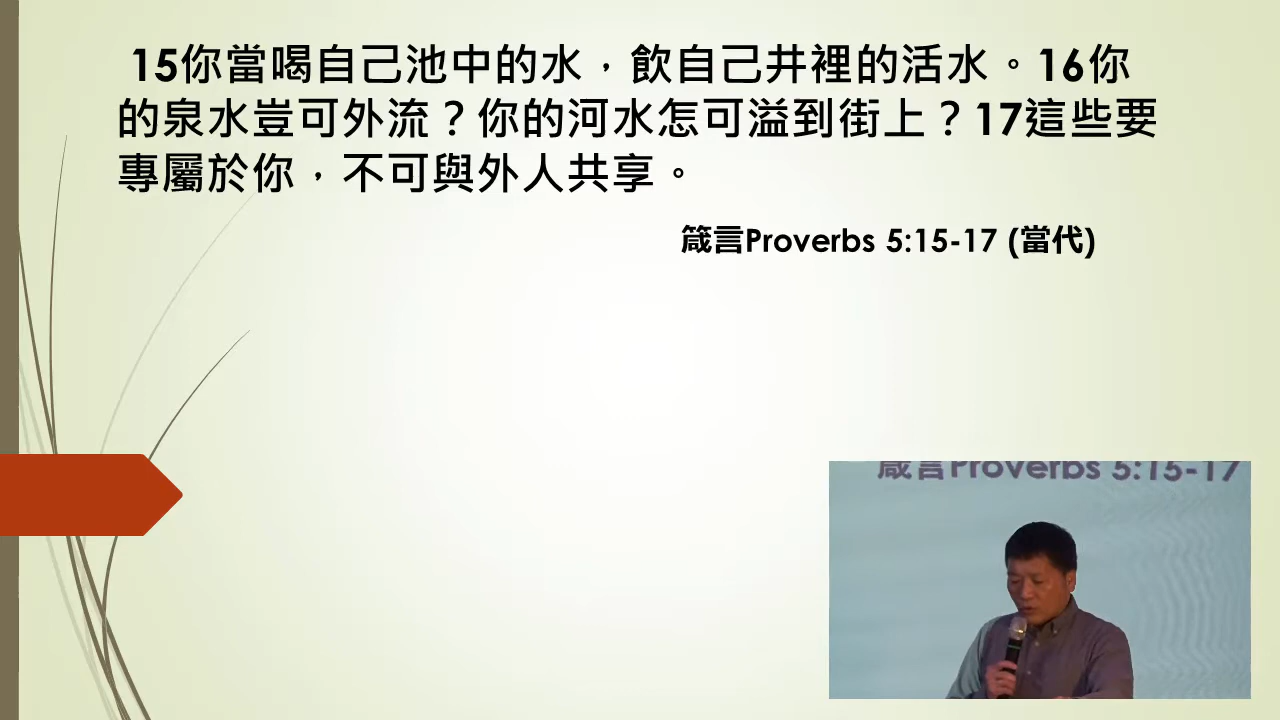 15你當喝自己池中的水，飲自己井裡的活水。16你
的泉水豈可外流？你的河水怎可溢到街上？17這些要
專屬於你，不可與外人共享。
箴言Proverbs 5:15-17 (當代)
箴言Proverbs 5:15-17